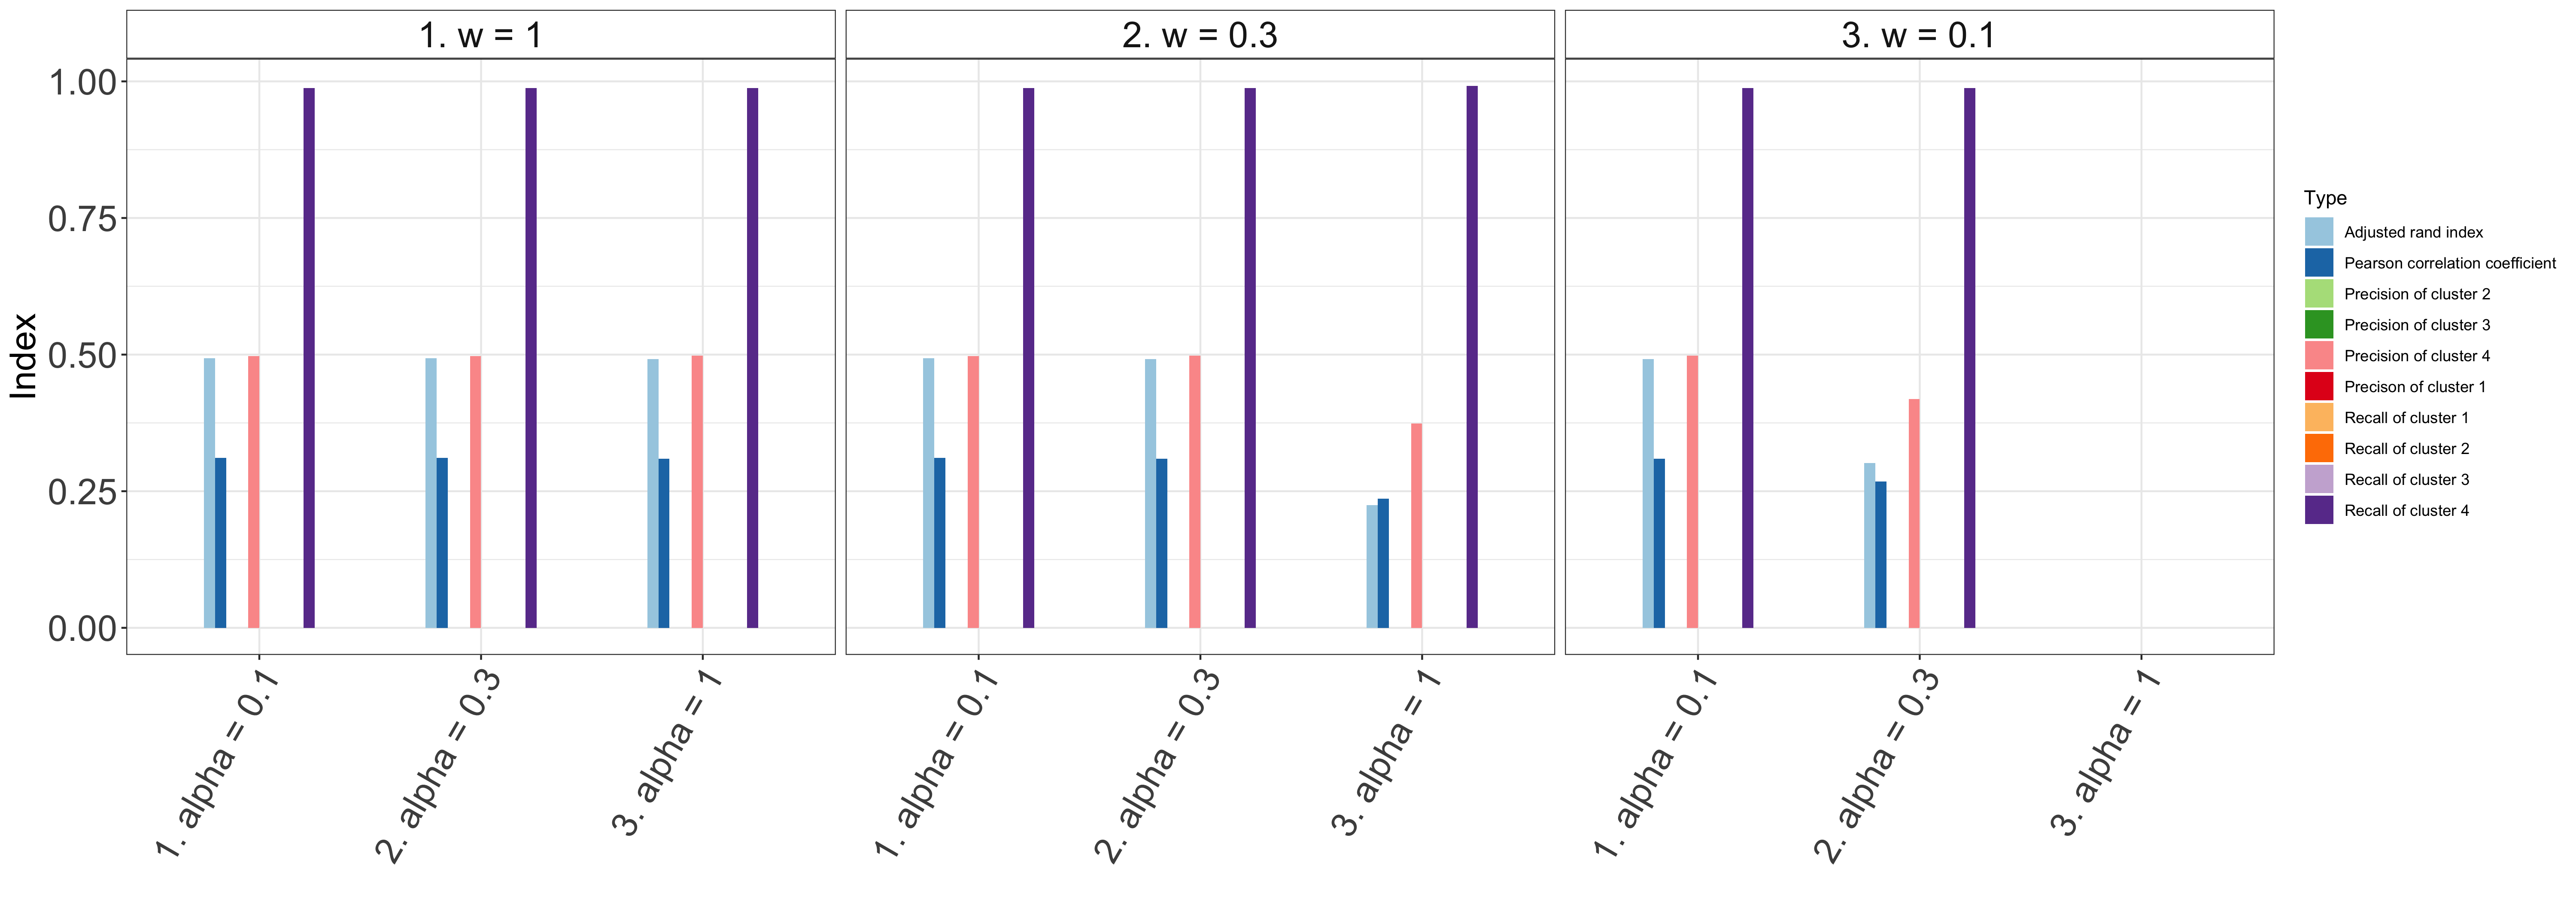 1. w = 1
2. w = 0.3
3. w = 0.1
Index
1.00
0.75
0.50
0.25
0.00
1. alpha = 0.1
2. alpha = 0.3
3. alpha = 1
1. alpha = 0.1
2. alpha = 0.3
3. alpha = 1
1. alpha = 0.1
2. alpha = 0.3
3. alpha = 1
Type
Adjusted rand index
Pearson correlation coefficient
Precision of cluster 2
Precision of cluster 3
Precision of cluster 4
Precison of cluster 1
Recall of cluster 1
Recall of cluster 2
Recall of cluster 3
Recall of cluster 4